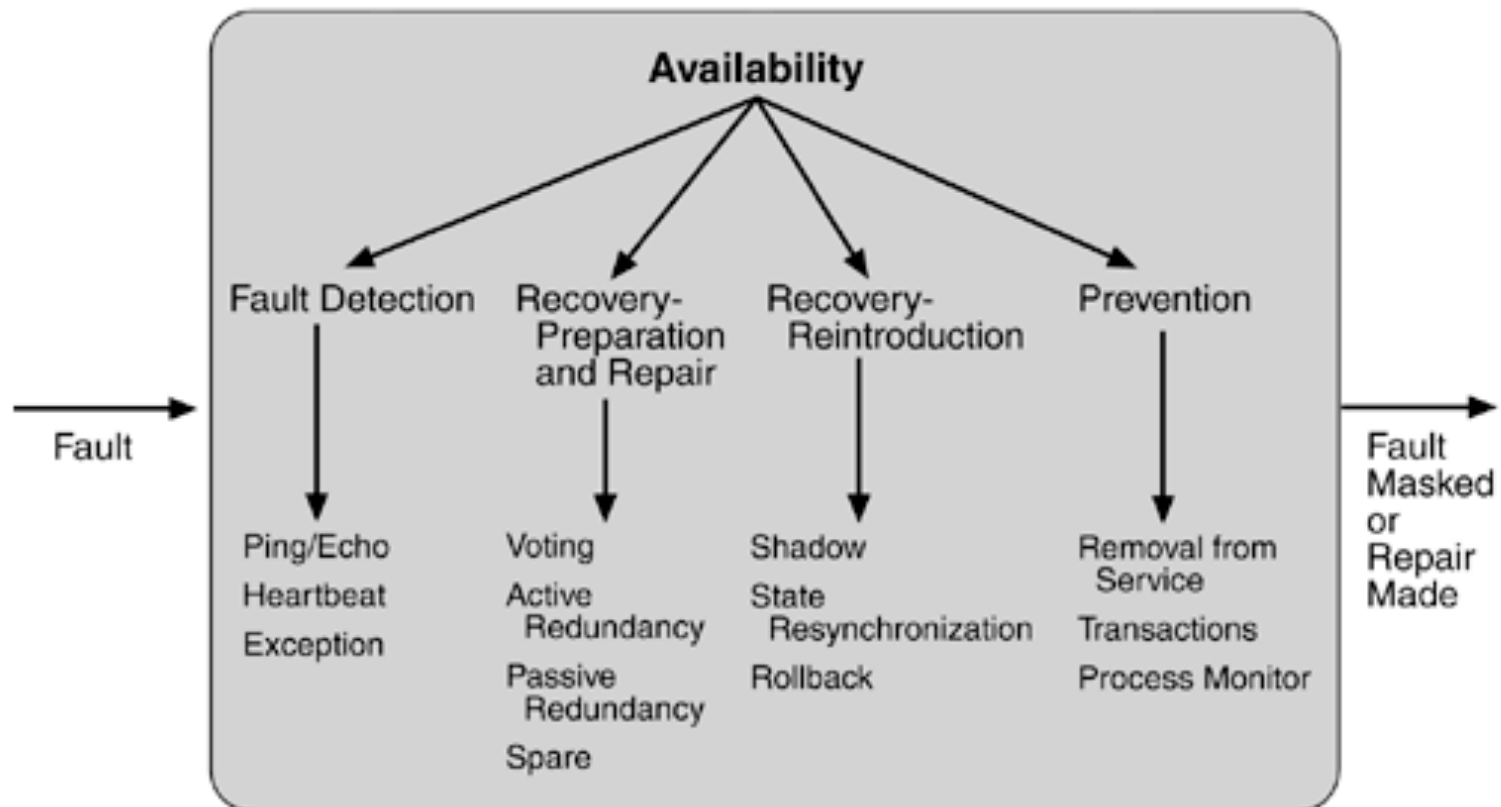 Availability
Fault Detection
Recovery-
Preparation
and Repair
Recovery-
Reintroduction
Prevention
Fault
Fault
Masked
or
Repair
Made
Ping/Echo
Heartbeat
Exception
Voting
Active
Redundancy
Passive
Redundancy
Spare
Shadow
State
Resynchronization
Rollback
Removal from
Service
Transactions
Process Monitor